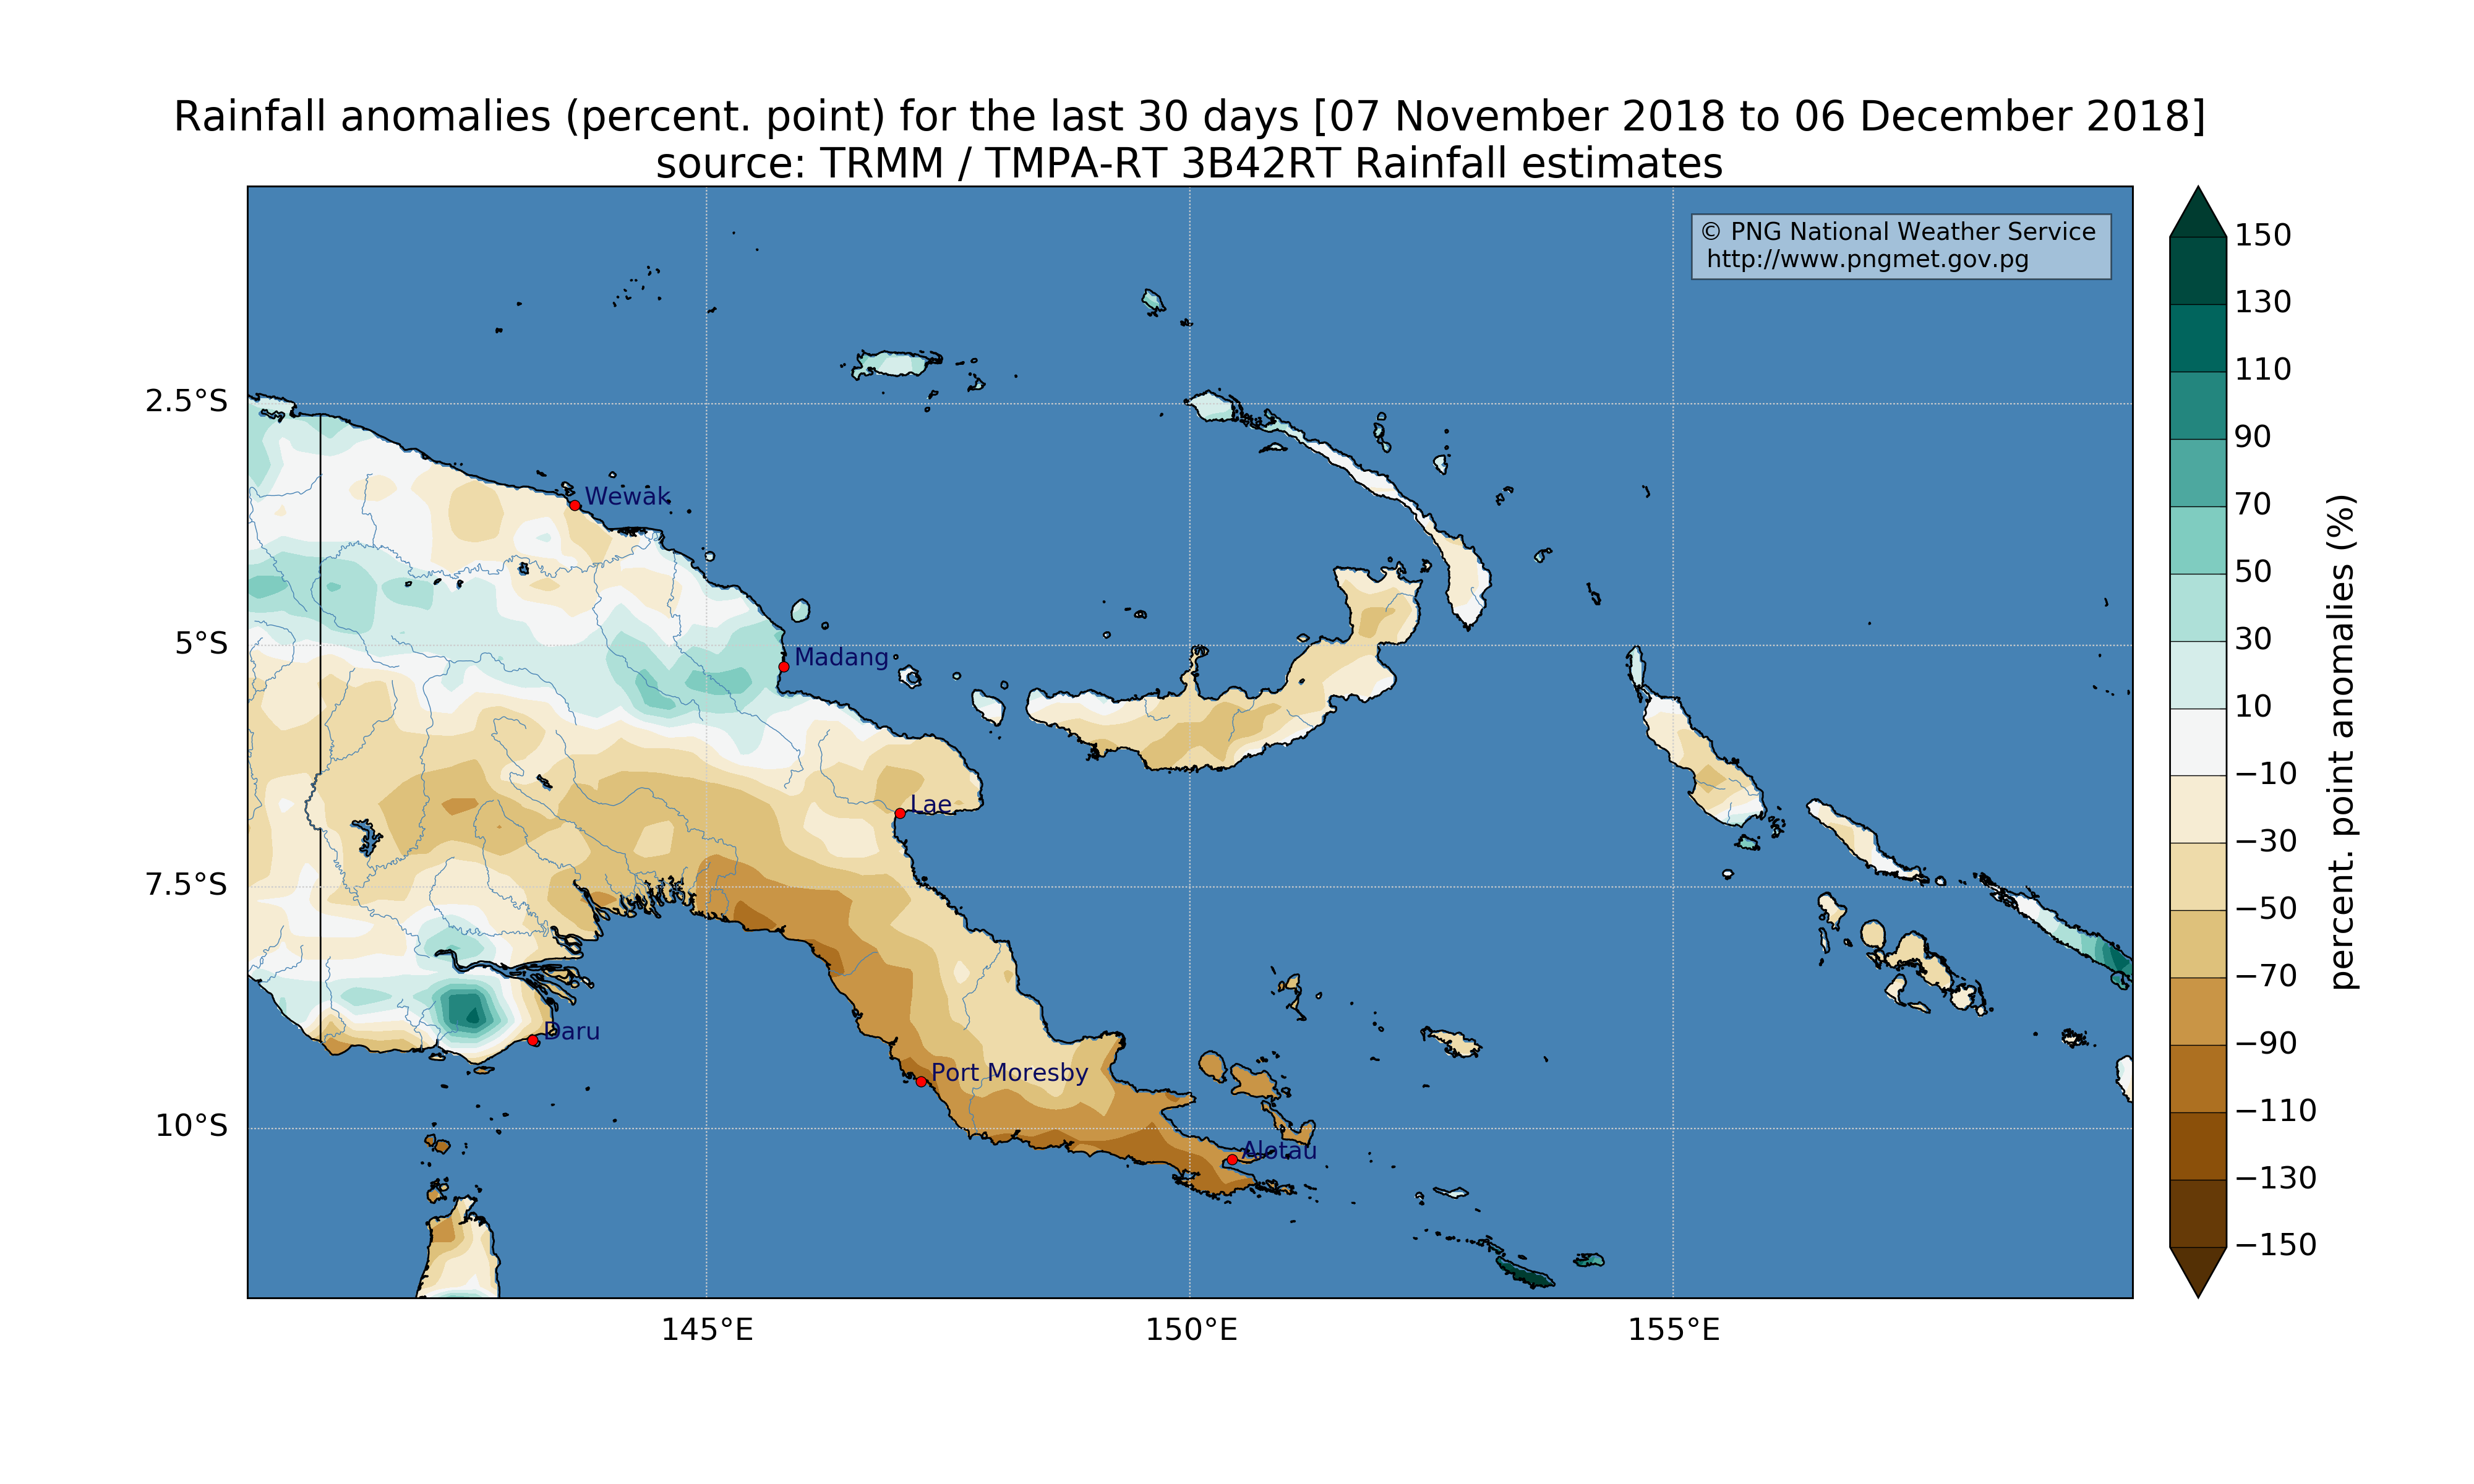 Rainfall anomalies (percent. point) for the last 30 days [07 November 2018 to 06 December 2018]
source: TRMM / TMPA-RT 3B42RT Rainfall estimates
© PNG National Weather Service
http://www.pngmet.gov.pg
2.5°S
5°S
7.5°S
10°S
145°E
150°E
155°E
Wewak
Madang
Lae
Daru
Port Moresby
Alotau
150
130
110
90
70
50
30
10
−10
−30
−50
−70
−90
−110
−130
−150
percent. point anomalies (%)